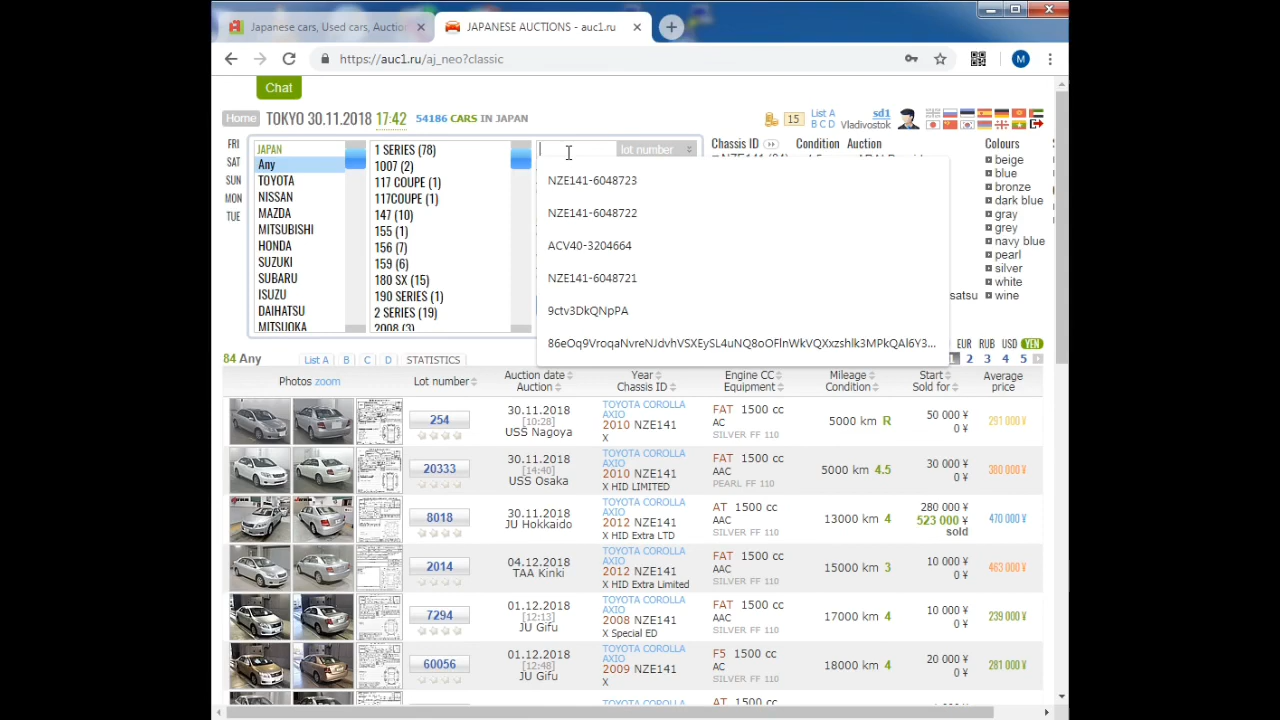 Japanese cars, Used cars, Auctio
JAPANESE AUCTIONS - auc1.ru
https://auc1.ru/aj_neo?classic
M
Chat
Home TOKYO 30.11.2018 17:42 54186 CARS IN JAPAN
15
List A
B C D
sd1
Vladivostok
FRI
SAT
SUN
MON
TUE
JAPAN
Any
TOYOTA
NISSAN
MAZDA
MITSUBISHI
HONDA
SUZUKI
SUBARU
ISUZU
DAIHATSU
MITSUOKA
1 SERIES (78)
1007 (2)
117 COUPE (1)
117COUPE (1)
147 (10)
155 (1)
156 (7)
159 (6)
180 SX (15)
190 SERIES (1)
2 SERIES (19)
2008 (3)
lot number
NZE141-6048723
NZE141-6048722
ACV40-3204664
NZE141-6048721
9ctv3DkQNpPA
Chassis ID Condition Auction
Colours
beige
blue
bronze
dark blue
gray
grey
navy blue
pearl
silver
white
wine
satsu
84 Any List A B C D STATISTICS
EUR RUB USD YEN
1 2 3 4 5
Photos zoom
Lot number
Auction date
Auction
Year
Chassis ID
Engine CC
Equipment
Mileage
Condition
Start
Sold for
Average
price
254
30.11.2018
[10:28]
USS Nagoya
TOYOTA COROLLA
AXIO
2010 NZE141
X
FAT 1500 cc
AC
SILVER FF 110
5000 km R
50 000 ¥
0 ¥
291 000 ¥
20333
30.11.2018
[14:40]
USS Osaka
TOYOTA COROLLA
AXIO
2010 NZE141
X HID LIMITED
FAT 1500 cc
AAC
PEARL FF 110
5000 km 4.5
30 000 ¥
0 ¥
380 000 ¥
8018
30.11.2018
JU Hokkaido
TOYOTA COROLLA
AXIO
2012 NZE141
X HID Extra LTD
AT 1500 cc
AAC
SILVER FF 110
13000 km 4
280 000 ¥
523 000 ¥
sold
470 000 ¥
2014
04.12.2018
TAA Kinki
TOYOTA COROLLA
AXIO
2012 NZE141
X HID Extra Limited
FAT 1500 cc
AAC
SILVER FF 110
15000 km 3
10 000 ¥
0 ¥
463 000 ¥
7294
01.12.2018
[12:13]
JU Gifu
TOYOTA COROLLA
AXIO
2008 NZE141
X Special ED
FAT 1500 cc
AAC
SILVER FF 110
17000 km 4
10 000 ¥
0 ¥
239 000 ¥
60056
01.12.2018
[12:48]
JU Gifu
TOYOTA COROLLA
AXIO
2009 NZE141
X
F5 1500 cc
AC
SILVER FF 110
18000 km 4
20 000 ¥
0 ¥
281 000 ¥
TOYOTA COROLLA